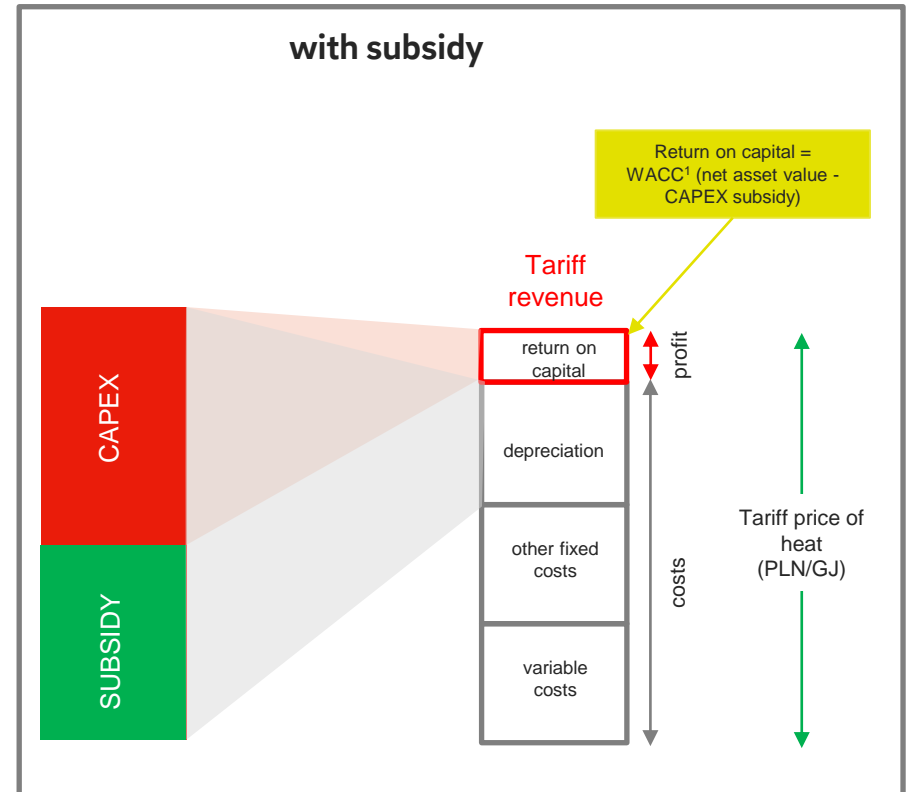 with subsidy
Return on capital =
WACC¹ (net asset value -
CAPEX subsidy)
Tariff
revenue
return on
capital
profit
CAPEX
depreciation
Tariff price of
heat
(PLN/GJ)
other fixed
costs
costs
SUBSIDY
variable
costs